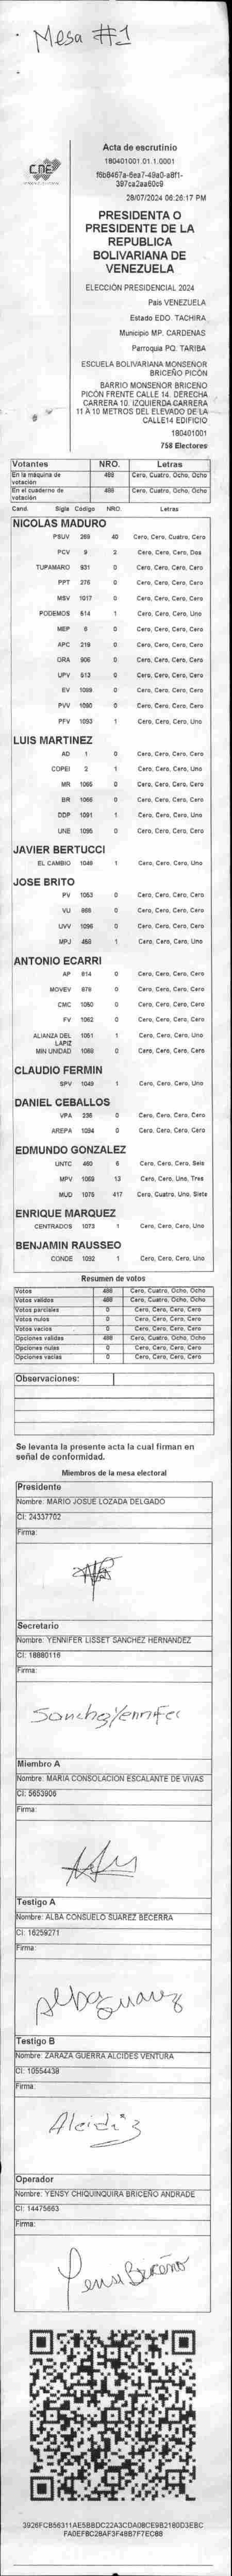 Mesa #1
CNE
Acta de escrutinio
180401001.01.1.0001
f6b8467a-6ea7-49a0-a8f1-
397ca2aa60c9
28/07/2024 06:26:17 PM
PRESIDENTA O
PRESIDENTE DE LA
REPUBLICA
BOLIVARIANA DE
VENEZUELA
ELECCIÓN PRESIDENCIAL 2024
Pais VENEZUELA
Estado EDO. TACHIRA
Municipio MP. CARDENAS
Parroquia PQ. TARIBA
ESCUELA BOLIVARIANA MONSEÑOR
BRICEÑO PICÓN
BARRIO MONSEÑOR BRICENO
PICÓN FRENTE CALLE 14. DERECHA
CARRERA 10. IZQUIERDA CARRERA
11 A 10 METROS DEL ELEVADO DE LA
CALLE14 EDIFICIO
180401001
758 Electores
Votantes NRO. Letras
En la máquina de votación 488 Cero, Cuatro, Ocho, Ocho
En el cuaderno de votación 488 Cero, Cuatro, Ocho, Ocho
Cand. Sigla Código NRO. Letras
NICOLAS MADURO
PSUV 269 40 Cero, Cero, Cuatro, Cero
PCV 9 2 Cero, Cero, Cero, Dos
TUPAMARO 931 0 Cero, Cero, Cero, Cero
PPT 276 0 Cero, Cero, Cero, Cero
MSV 1017 0 Cero, Cero, Cero, Cero
PODEMOS 514 1 Cero, Cero, Cero, Uno
MEP 6 0 Cero, Cero, Cero, Cero
APC 219 0 Cero, Cero, Cero, Cero
ORA 906 0 Cero, Cero, Cero, Cero
UPV 613 0 Cero, Cero, Cero, Cero
EV 1099 0 Cero, Cero, Cero, Cero
PVV 1090 0 Cero, Cero, Cero, Cero
PFV 1093 1 Cero, Cero, Cero, Uno
LUIS MARTINEZ
AD 1 0 Cero, Cero, Cero, Cero
COPEI 2 1 Cero, Cero, Cero, Uno
MR 1065 0 Cero, Cero, Cero, Cero
BR 1066 0 Cero, Cero, Cero, Cero
DDP 1091 1 Cero, Cero, Cero, Uno
UNE 1095 0 Cero, Cero, Cero, Cero
JAVIER BERTUCCI
EL CAMBIO 1048 1 Cero, Cero, Cero, Uno
JOSE BRITO
PV 1053 0 Cero, Cero, Cero, Cero
VU 866 0 Cero, Cero, Cero, Cero
UVV 1096 0 Cero, Cero, Cero, Cero
MPJ 458 1 Cero, Cero, Cero, Uno
ANTONIO ECARRI
AP 814 0 Cero, Cero, Cero, Cero
MOVEV 678 0 Cero, Cero, Cero, Cero
CMC 1050 0 Cero, Cero, Cero, Cero
FV 1062 0 Cero, Cero, Cero, Cero
ALIANZA DEL 1051 1 Cero, Cero, Cero, Uno
LAPIZ
MIN UNIDAD 1068 0 Cero, Cero, Cero, Cero
CLAUDIO FERMIN
SPV 1049 1 Cero, Cero, Cero, Uno
DANIEL CEBALLOS
VPA 236 0 Cero, Cero, Cero, Cero
AREPA 1094 0 Cero, Cero, Cero, Cero
EDMUNDO GONZALEZ
UNTC 460 6 Cero, Cero, Cero, Seis
MPV 1069 13 Cero, Cero, Uno, Tres
MUD 1076 417 Cero, Cuatro, Uno, Siete
ENRIQUE MARQUEZ
CENTRADOS 1073 1 Cero, Cero, Cero, Uno
BENJAMIN RAUSSEO
CONDE 1092 1 Cero, Cero, Cero, Uno
Resumen de votos
Votos 488 Cero, Cuatro, Ocho, Ocho
Votos validos 488 Cero, Cuatro, Ocho, Ocho
Votos parciales 0 Cero, Cero, Cero, Cero
Votos nulos 0 Cero, Cero, Cero, Cero
Votos vacios 0 Cero, Cero, Cero, Cero
Opciones validas 488 Cero, Cuatro, Ocho, Ocho
Opciones nulas 0 Cero, Cero, Cero, Cero
Opciones vacias 0 Cero, Cero, Cero, Cero
Observaciones:
Se levanta la presente acta la cual firman en
señal de conformidad.
Miembros de la mesa electoral
Presidente
Nombre: MARIO JOSUE LOZADA DELGADO
CI: 24337702
Firma:
Secretario
Nombre: YENNIFER LISSET SANCHEZ HERNANDEZ
CI: 18880116
Firma:
Sanchez Yennifer
Miembro A
Nombre: MARIA CONSOLACION ESCALANTE DE VIVAS
CI: 5653906
Firma:
Testigo A
Nombre: ALBA CONSUELO SUAREZ BECERRA
CI: 16259271
Firma:
Alba Suarez
Testigo B
Nombre: ZARAZA GUERRA ALCIDES VENTURA
CI: 10554438
Firma:
Operador
Nombre: YENSY CHIQUINQUIRA BRICEÑO ANDRADE
CI: 14475663
Firma:
Yensi Briceño
3926FCB56311AE5BBDC22A3CDA0BCE9B2180D3EBC
FA0EFBC28AF3F48B7F7EC88